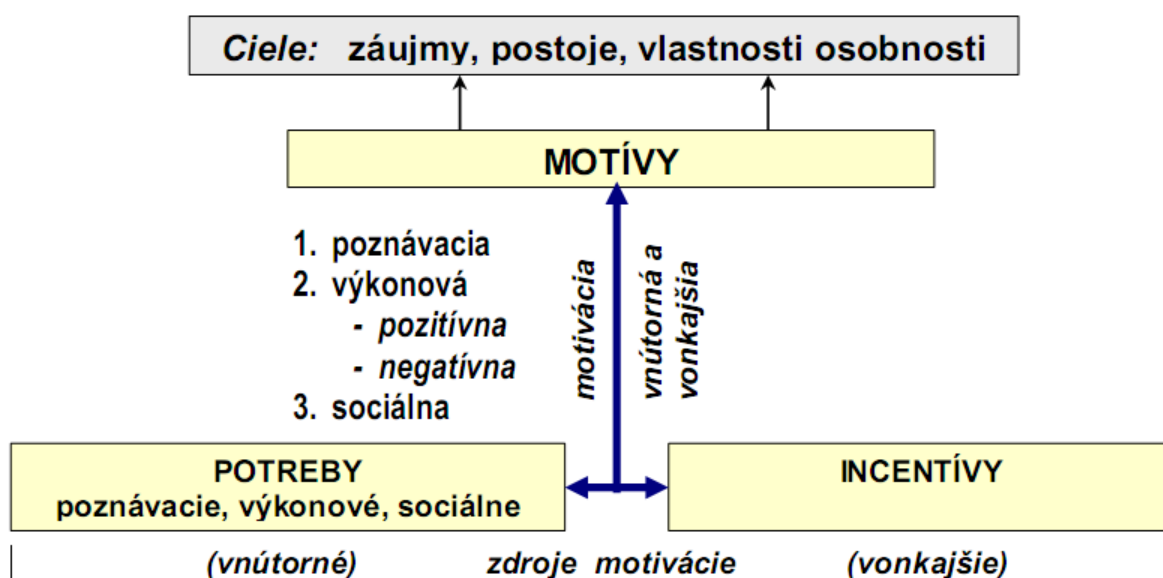 Ciele: záujmy, postoje, vlastnosti osobnosti
MOTÍVY
1. poznávacia
2. výkonová
- pozitívna
- negatívna
3. sociálna
motivácia
vnútorná a
vonkajšia
POTREBY
poznávacie, výkonové, sociálne
INCENTÍVY
(vnútorné) zdroje motivácie (vonkajšie)